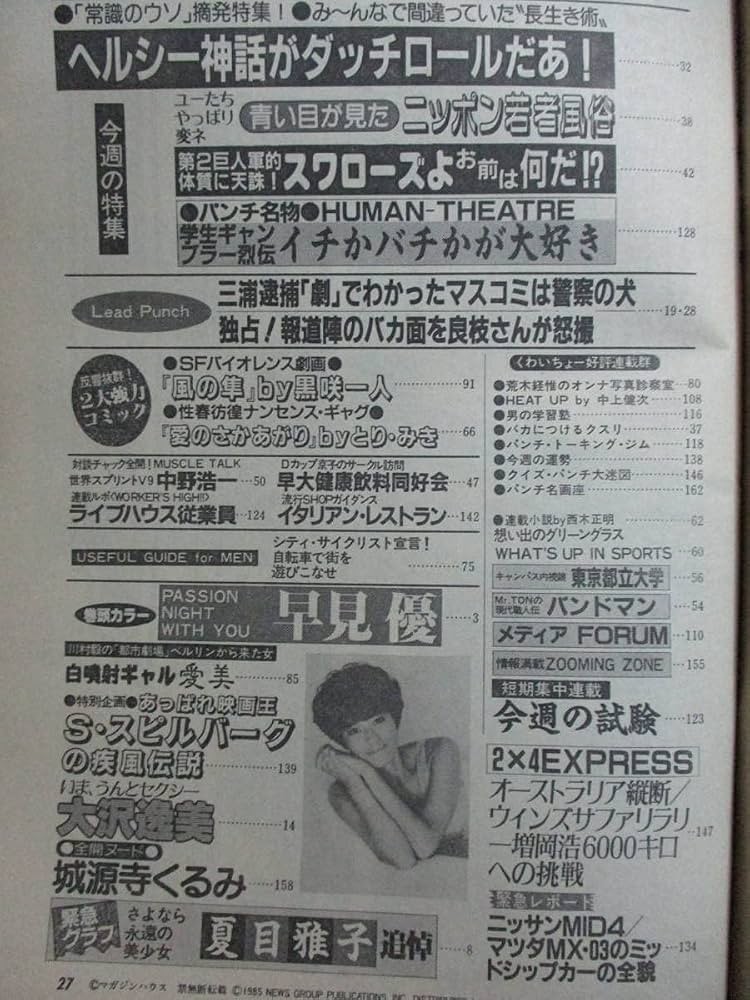 ●「常識のウソ」摘発特集！●み〜んなで間違っていた〝長生き術〟
ヘルシー神話がダッチロールだあ！ 32
今週の特集
ユーたち
やっぱり
変ネ
青い目が見た ニッポン若者風俗 38
第2巨人軍的
体質に天誅！
スワローズよお前は何だ!? 42
●パンチ名物●HUMAN-THEATRE
学生ギャン
ブラー烈伝
イチかバチかが大好き 128
Lead Punch
三浦逮捕「劇」でわかったマスコミは警察の犬
独占！報道陣のバカ面を良枝さんが怒撮 19・28
反響抜群！
2大強力
コミック
●SFバイオレンス劇画●
『風の隼』by黒咲一人 91
●性春彷徨ナンセンス・ギャグ●
『愛のさかあがり』byとり・みき 66
対談チャック全開！MUSCLE TALK
世界スプリントV9 中野浩一 50
連載ルポ〈WORKER'S HIGH!!〉
ライブハウス従業員 124
Dカップ京子のサークル訪問
早大健康飲料同好会 47
流行SHOPガイダンス
イタリアン・レストラン 142
USEFUL GUIDE for MEN
シティ・サイクリスト宣言！
自転車で街を
遊びこなせ 75
巻頭カラー
PASSION
NIGHT
WITH YOU
早見優 3
川村毅の「都市劇場」ベルリンから来た女
白噴射ギャル愛美 85
●特別企画●あっぱれ映画王
S・スピルバーグ
の疾風伝説 139
いま、うんとセクシー
大沢逸美 14
●全開ヌード●
城源寺くるみ 158
緊急
グラフ
さよなら
永遠の
美少女
夏目雅子追悼 8
くわいちょー好評連載群
●荒木経惟のオンナ写真診察室 80
●HEAT UP by 中上健次 108
●男の学習塾 116
●バカにつけるクスリ 37
●パンチ・トーキング・ジム 118
●今週の運勢 138
●クイズ・パンチ大迷図 146
●パンチ名画座 162
●連載小説by西木正明 62
想い出のグリーングラス
WHAT'S UP IN SPORTS 60
キャンパス内視鏡 東京都立大学 56
Mr.TONの
現代職人伝
バンドマン 54
メディア FORUM 110
情報満載 ZOOMING ZONE 155
短期集中連載
今週の試験 123
2×4EXPRESS
オーストラリア縦断/
ウィンズサファリラリ
ー増岡浩6000キロ
への挑戦 147
緊急レポート
ニッサンMID4/
マツダMX・03のミッ
ドシップカーの全貌 134
27 ©マガジンハウス 禁無断転載 ©1985 NEWS GROUP PUBLICATIONS, INC.